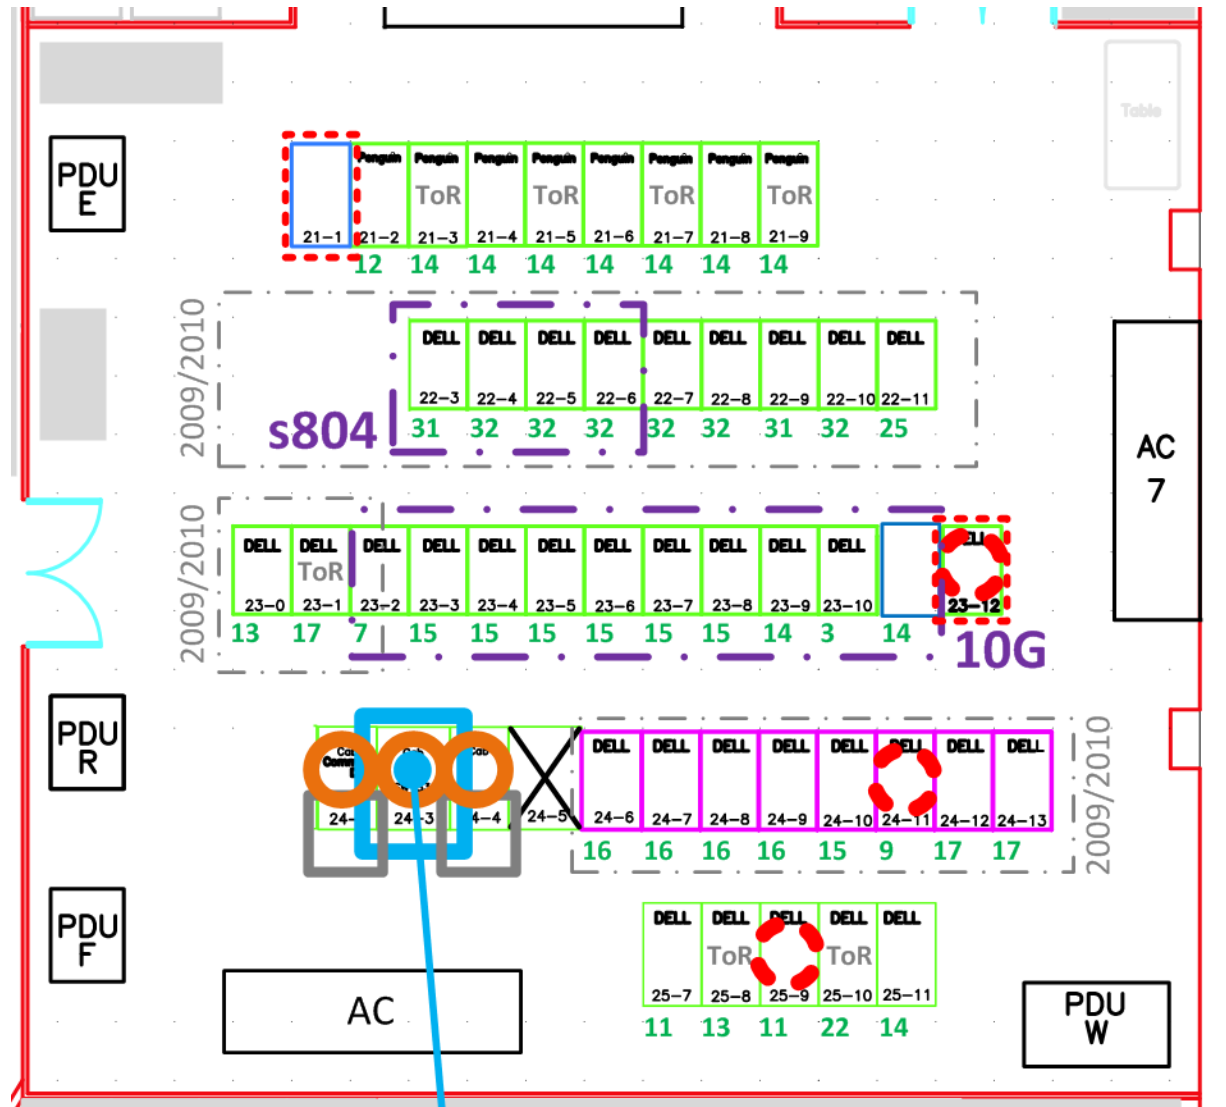 Table
PDU
E
Penguin Penguin Penguin Penguin Penguin Penguin Penguin Penguin
ToR ToR ToR ToR
21-1 21-2 21-3 21-4 21-5 21-6 21-7 21-8 21-9
12 14 14 14 14 14 14 14
2009/2010
DELL DELL DELL DELL DELL DELL DELL DELL DELL
22-3 22-4 22-5 22-6 22-7 22-8 22-9 22-10 22-11
s804
31 32 32 32 32 32 31 32 25
AC
7
2009/2010
DELL DELL DELL DELL DELL DELL DELL DELL DELL DELL DELL
ToR
23-0 23-1 23-2 23-3 23-4 23-5 23-6 23-7 23-8 23-9 23-10 23-12
13 17 7 15 15 15 15 15 15 14 3 14
10G
PDU
R
Cab
DELL DELL DELL DELL DELL DELL DELL DELL
24-3 24-5 24-6 24-7 24-8 24-9 24-10 24-11 24-12 24-13
16 16 16 16 15 9 17 17
2009/2010
PDU
F
DELL DELL DELL DELL DELL
ToR ToR
25-7 25-8 25-9 25-10 25-11
11 13 11 22 14
AC
PDU
W